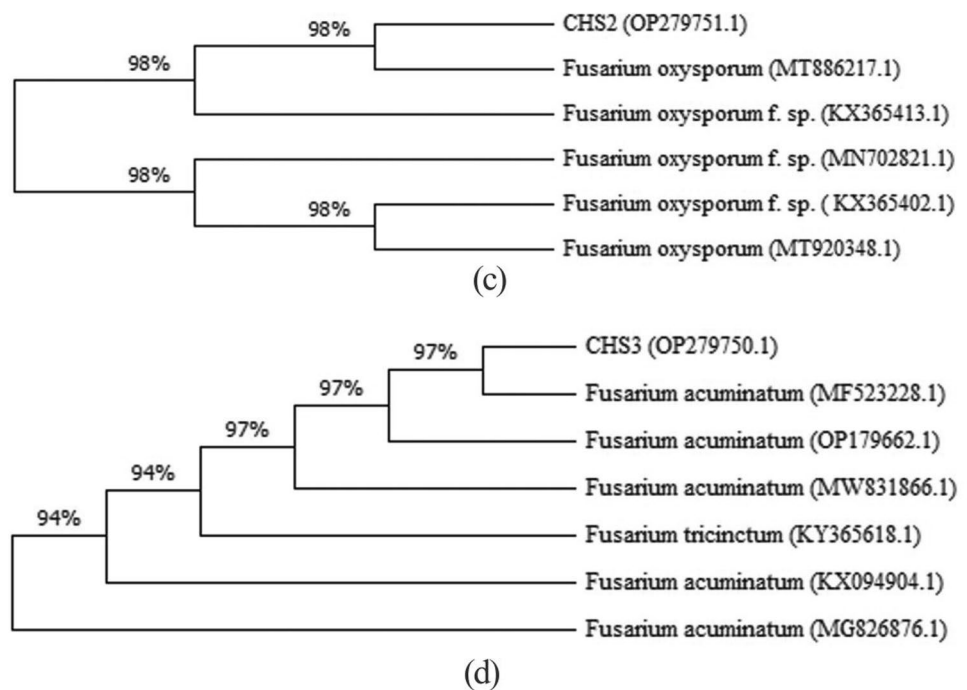 98%
CHS2 (OP279751.1)
98%
Fusarium oxysporum (MT886217.1)
Fusarium oxysporum f. sp. (KX365413.1)
98%
Fusarium oxysporum f. sp. (MN702821.1)
98%
Fusarium oxysporum f. sp. ( KX365402.1)
Fusarium oxysporum (MT920348.1)
(c)
97%
CHS3 (OP279750.1)
97%
Fusarium acuminatum (MF523228.1)
97%
Fusarium acuminatum (OP179662.1)
94%
Fusarium acuminatum (MW831866.1)
94%
Fusarium tricinctum (KY365618.1)
Fusarium acuminatum (KX094904.1)
Fusarium acuminatum (MG826876.1)
(d)